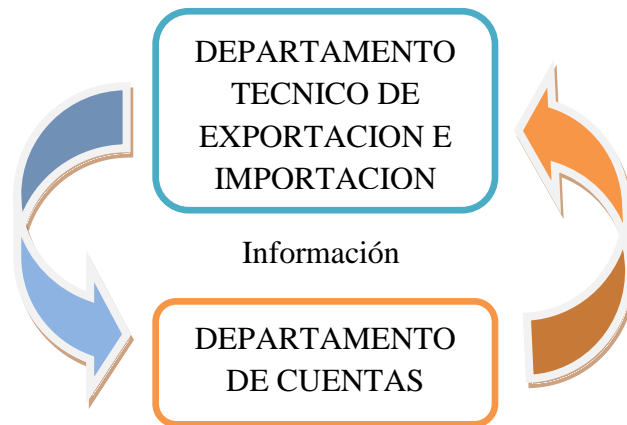 DEPARTAMENTO
TECNICO DE
EXPORTACION E
IMPORTACION
Información
DEPARTAMENTO
DE CUENTAS